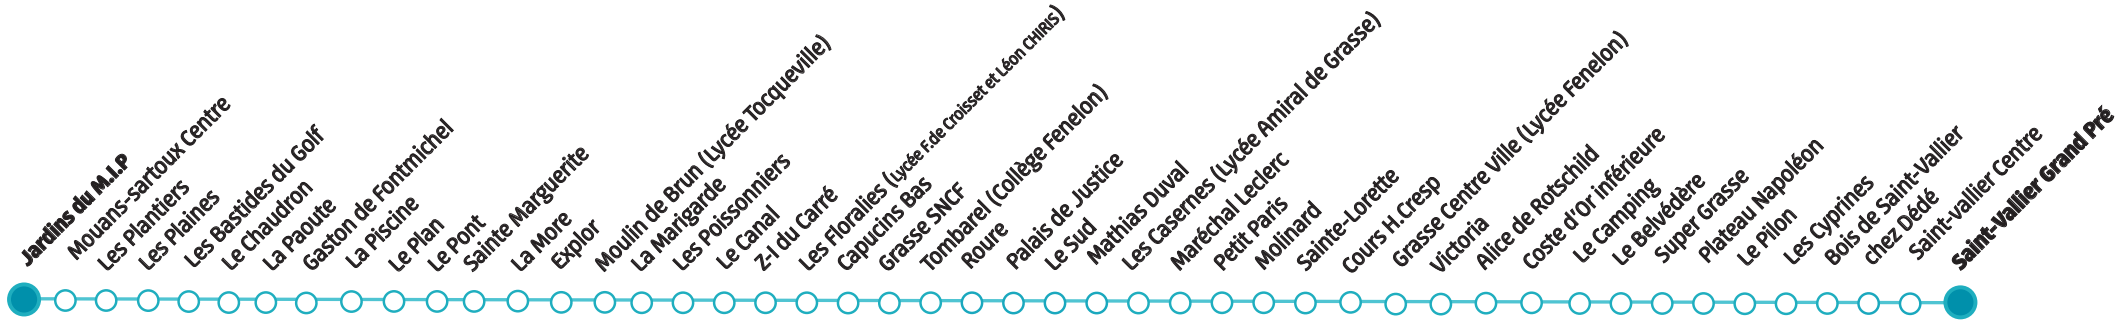 Jardins du M.I.P
Mouans-sartoux Centre
Les Plantiers
Les Plaines
Les Bastides du Golf
Le Chaudron
La Paoute
Gaston de Fontmichel
La Piscine
Le Plan
Le Pont
Sainte Marguerite
La More
Explor
Moulin de Brun (Lycée Tocqueville)
La Marigarde
Les Poissonniers
Le Canal
Z-I du Carré
Les Floralies (Lycée F.de Croisset et Léon CHIRIS)
Capucins Bas
Grasse SNCF
Tombarel (Collège Fenelon)
Roure
Palais de Justice
Le Sud
Mathias Duval
Les Casernes (Lycée Amiral de Grasse)
Maréchal Leclerc
Petit Paris
Molinard
Sainte-Lorette
Cours H.Cresp
Grasse Centre Ville (Lycée Fenelon)
Victoria
Alice de Rotschild
Coste d'Or inférieure
Le Camping
Le Belvédère
Super Grasse
Plateau Napoléon
Le Pilon
Les Cyprines
Bois de Saint-Vallier
chez Dédé
Saint-vallier Centre
Saint-Vallier Grand Pré